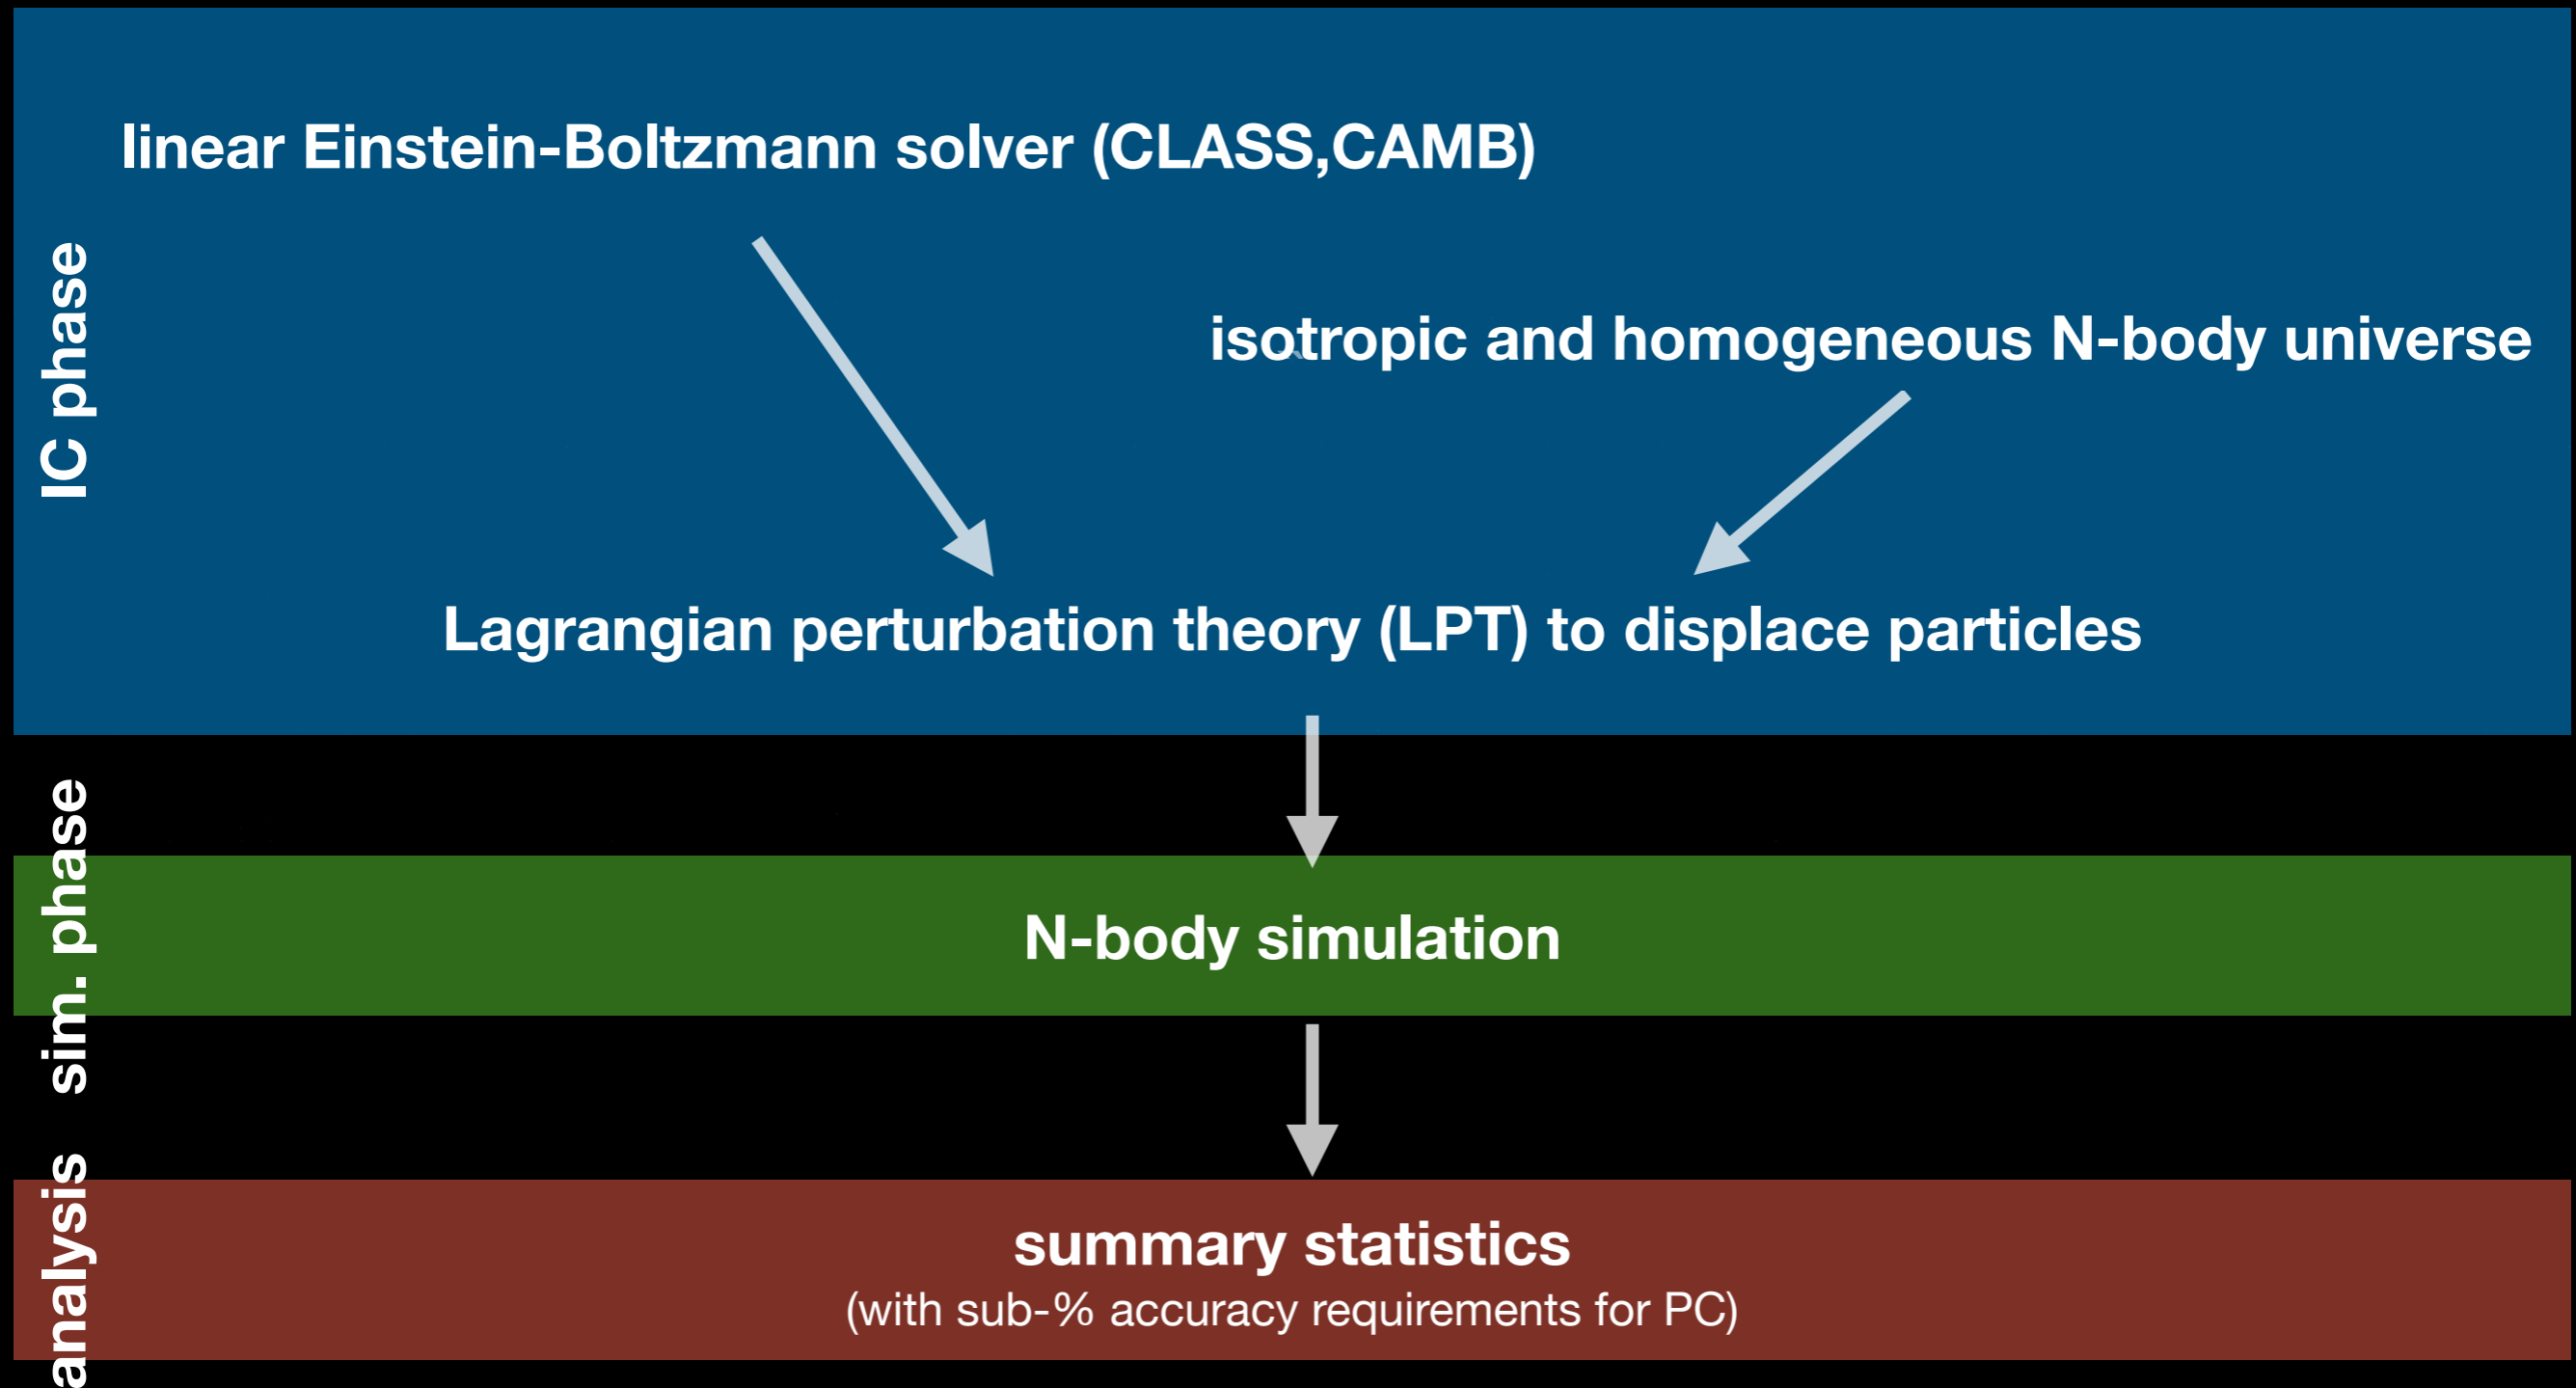 linear Einstein-Boltzmann solver (CLASS,CAMB)
isotropic and homogeneous N-body universe
Lagrangian perturbation theory (LPT) to displace particles
IC phase
N-body simulation
sim. phase
summary statistics
(with sub-% accuracy requirements for PC)
analysis